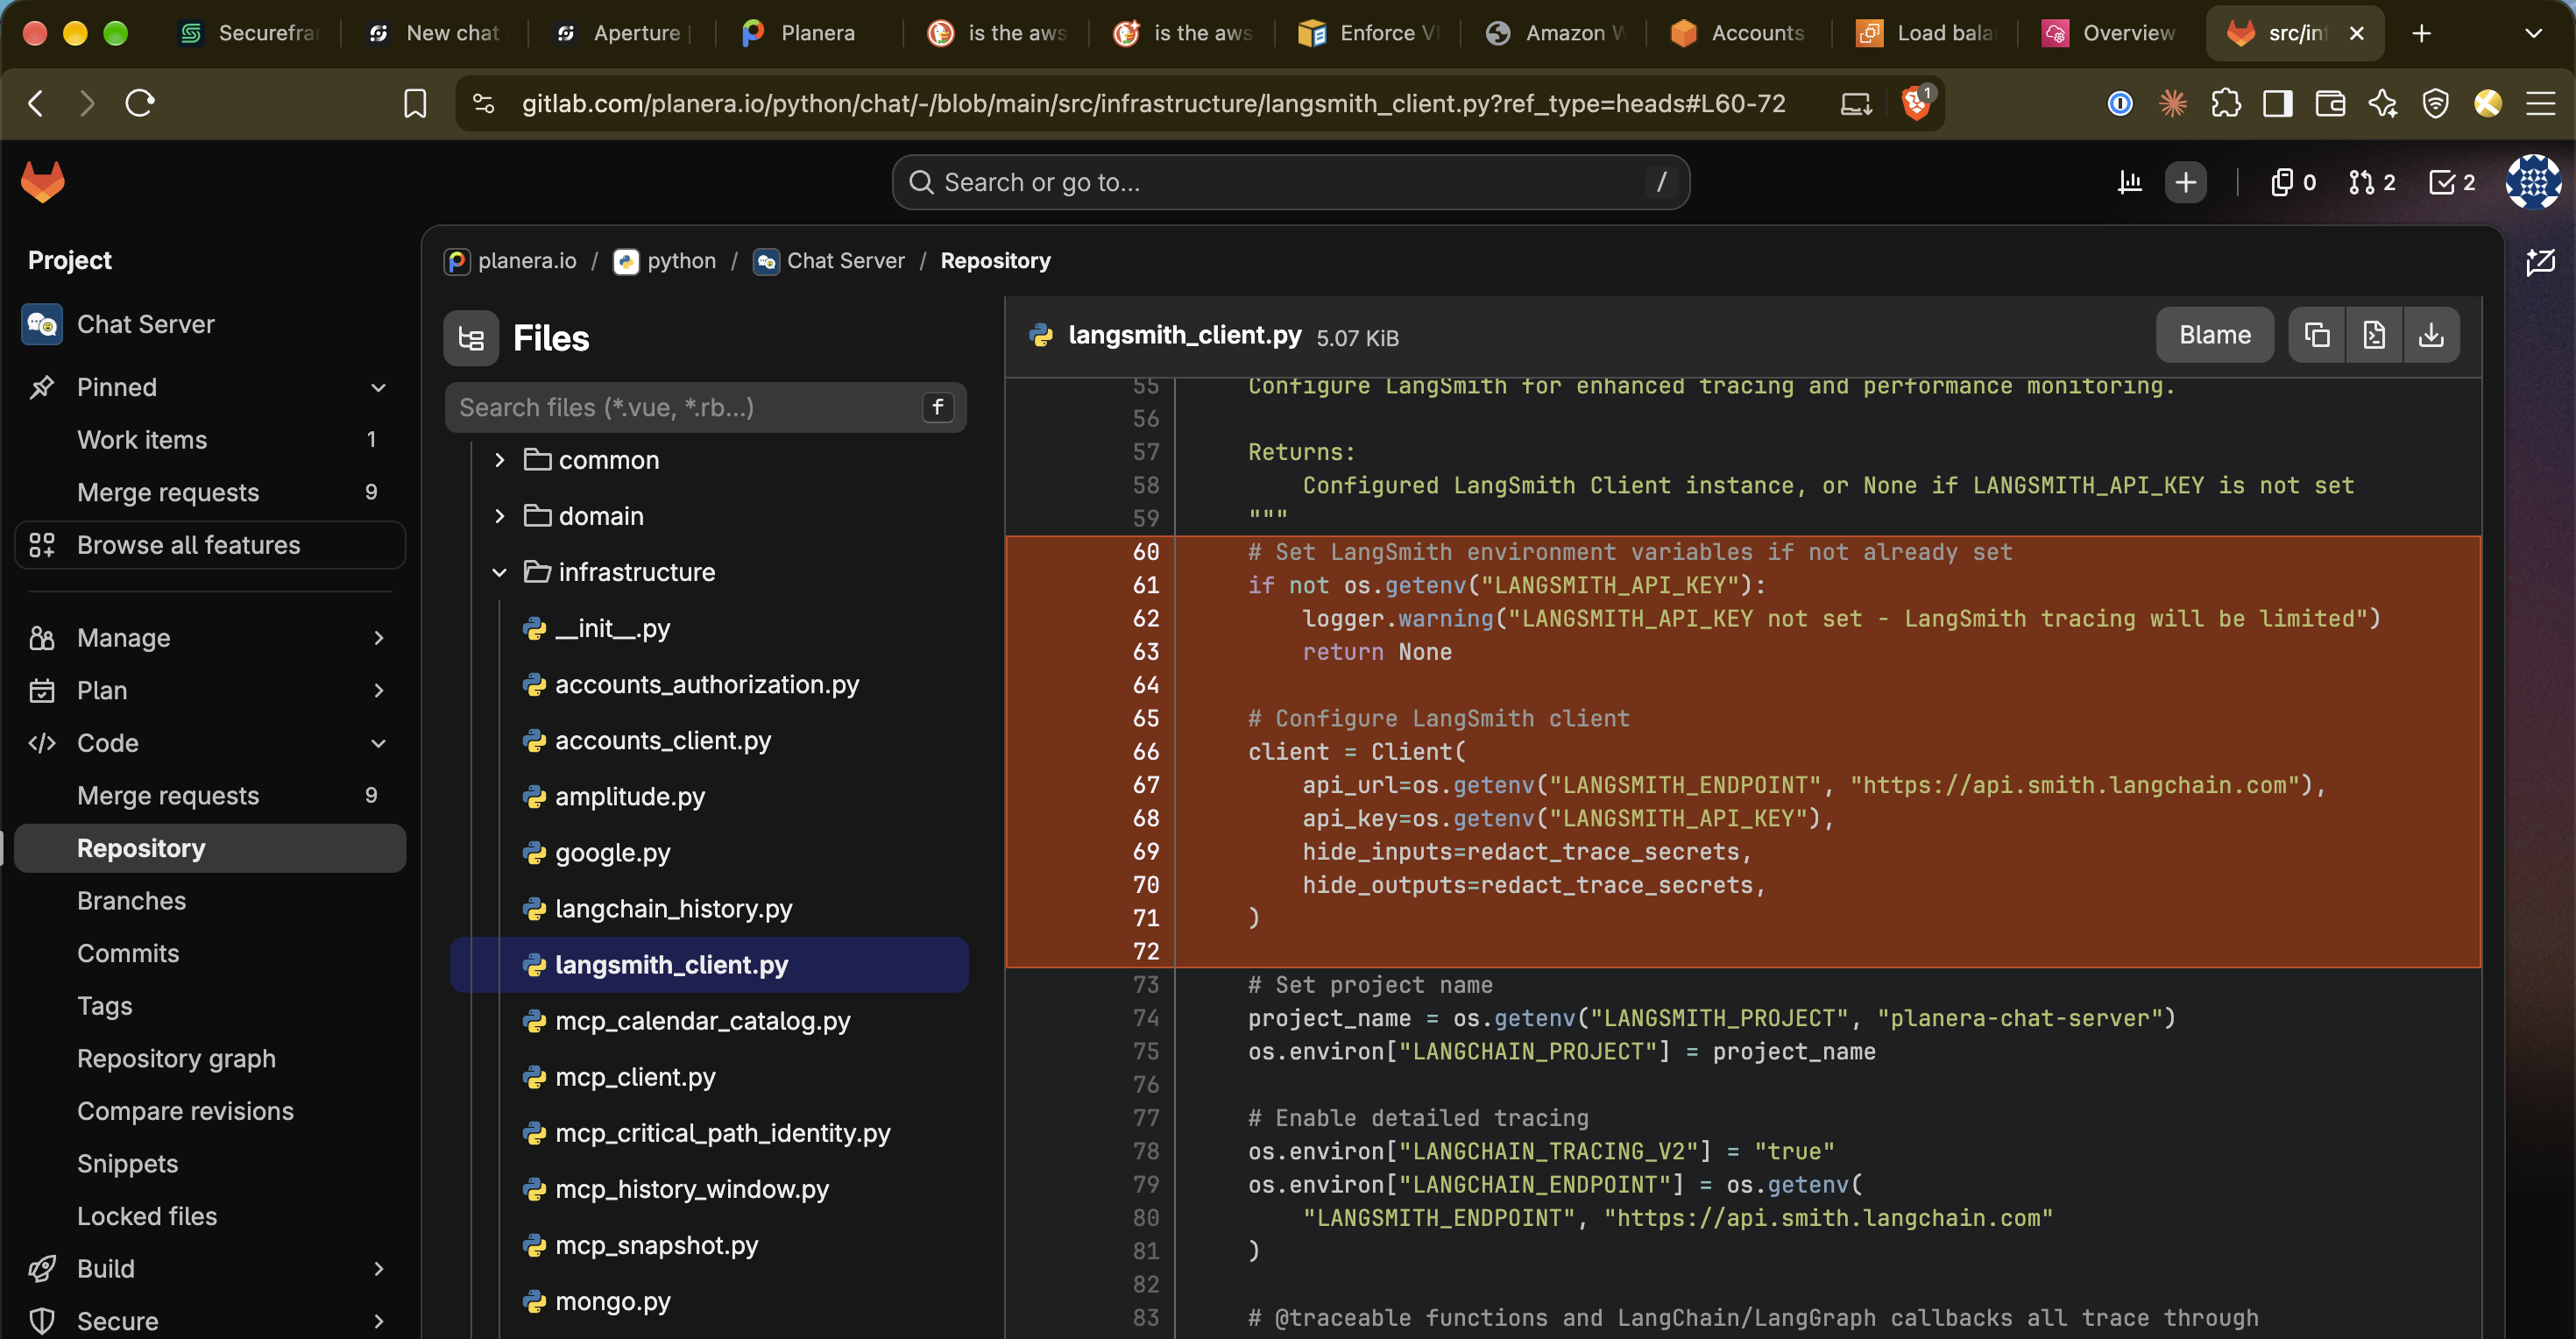 Securefra
New chat
Aperture
Planera
is the aws
is the aws
Enforce V
Amazon W
Accounts
Load bala
Overview
src/in
gitlab.com/planera.io/python/chat/-/blob/main/src/infrastructure/langsmith_client.py?ref_type=heads#L60-72
1
Search or go to...
/
0
2
2
Project
Chat Server
Pinned
Work items 1
Merge requests 9
Browse all features
Manage
Plan
Code
Merge requests 9
Repository
Branches
Commits
Tags
Repository graph
Compare revisions
Snippets
Locked files
Build
Secure
planera.io / python / Chat Server / Repository
Files
Search files (*.vue, *.rb...) f
common
domain
infrastructure
__init__.py
accounts_authorization.py
accounts_client.py
amplitude.py
google.py
langchain_history.py
langsmith_client.py
mcp_calendar_catalog.py
mcp_client.py
mcp_critical_path_identity.py
mcp_history_window.py
mcp_snapshot.py
mongo.py
langsmith_client.py 5.07 KiB
Blame
55 Configure LangSmith for enhanced tracing and performance monitoring.
56
57 Returns:
58 Configured LangSmith Client instance, or None if LANGSMITH_API_KEY is not set
59 """
60 # Set LangSmith environment variables if not already set
61 if not os.getenv("LANGSMITH_API_KEY"):
62 logger.warning("LANGSMITH_API_KEY not set - LangSmith tracing will be limited")
63 return None
64
65 # Configure LangSmith client
66 client = Client(
67 api_url=os.getenv("LANGSMITH_ENDPOINT", "https://api.smith.langchain.com"),
68 api_key=os.getenv("LANGSMITH_API_KEY"),
69 hide_inputs=redact_trace_secrets,
70 hide_outputs=redact_trace_secrets,
71 )
72
73 # Set project name
74 project_name = os.getenv("LANGSMITH_PROJECT", "planera-chat-server")
75 os.environ["LANGCHAIN_PROJECT"] = project_name
76
77 # Enable detailed tracing
78 os.environ["LANGCHAIN_TRACING_V2"] = "true"
79 os.environ["LANGCHAIN_ENDPOINT"] = os.getenv(
80 "LANGSMITH_ENDPOINT", "https://api.smith.langchain.com"
81 )
82
83 # @traceable functions and LangChain/LangGraph callbacks all trace through